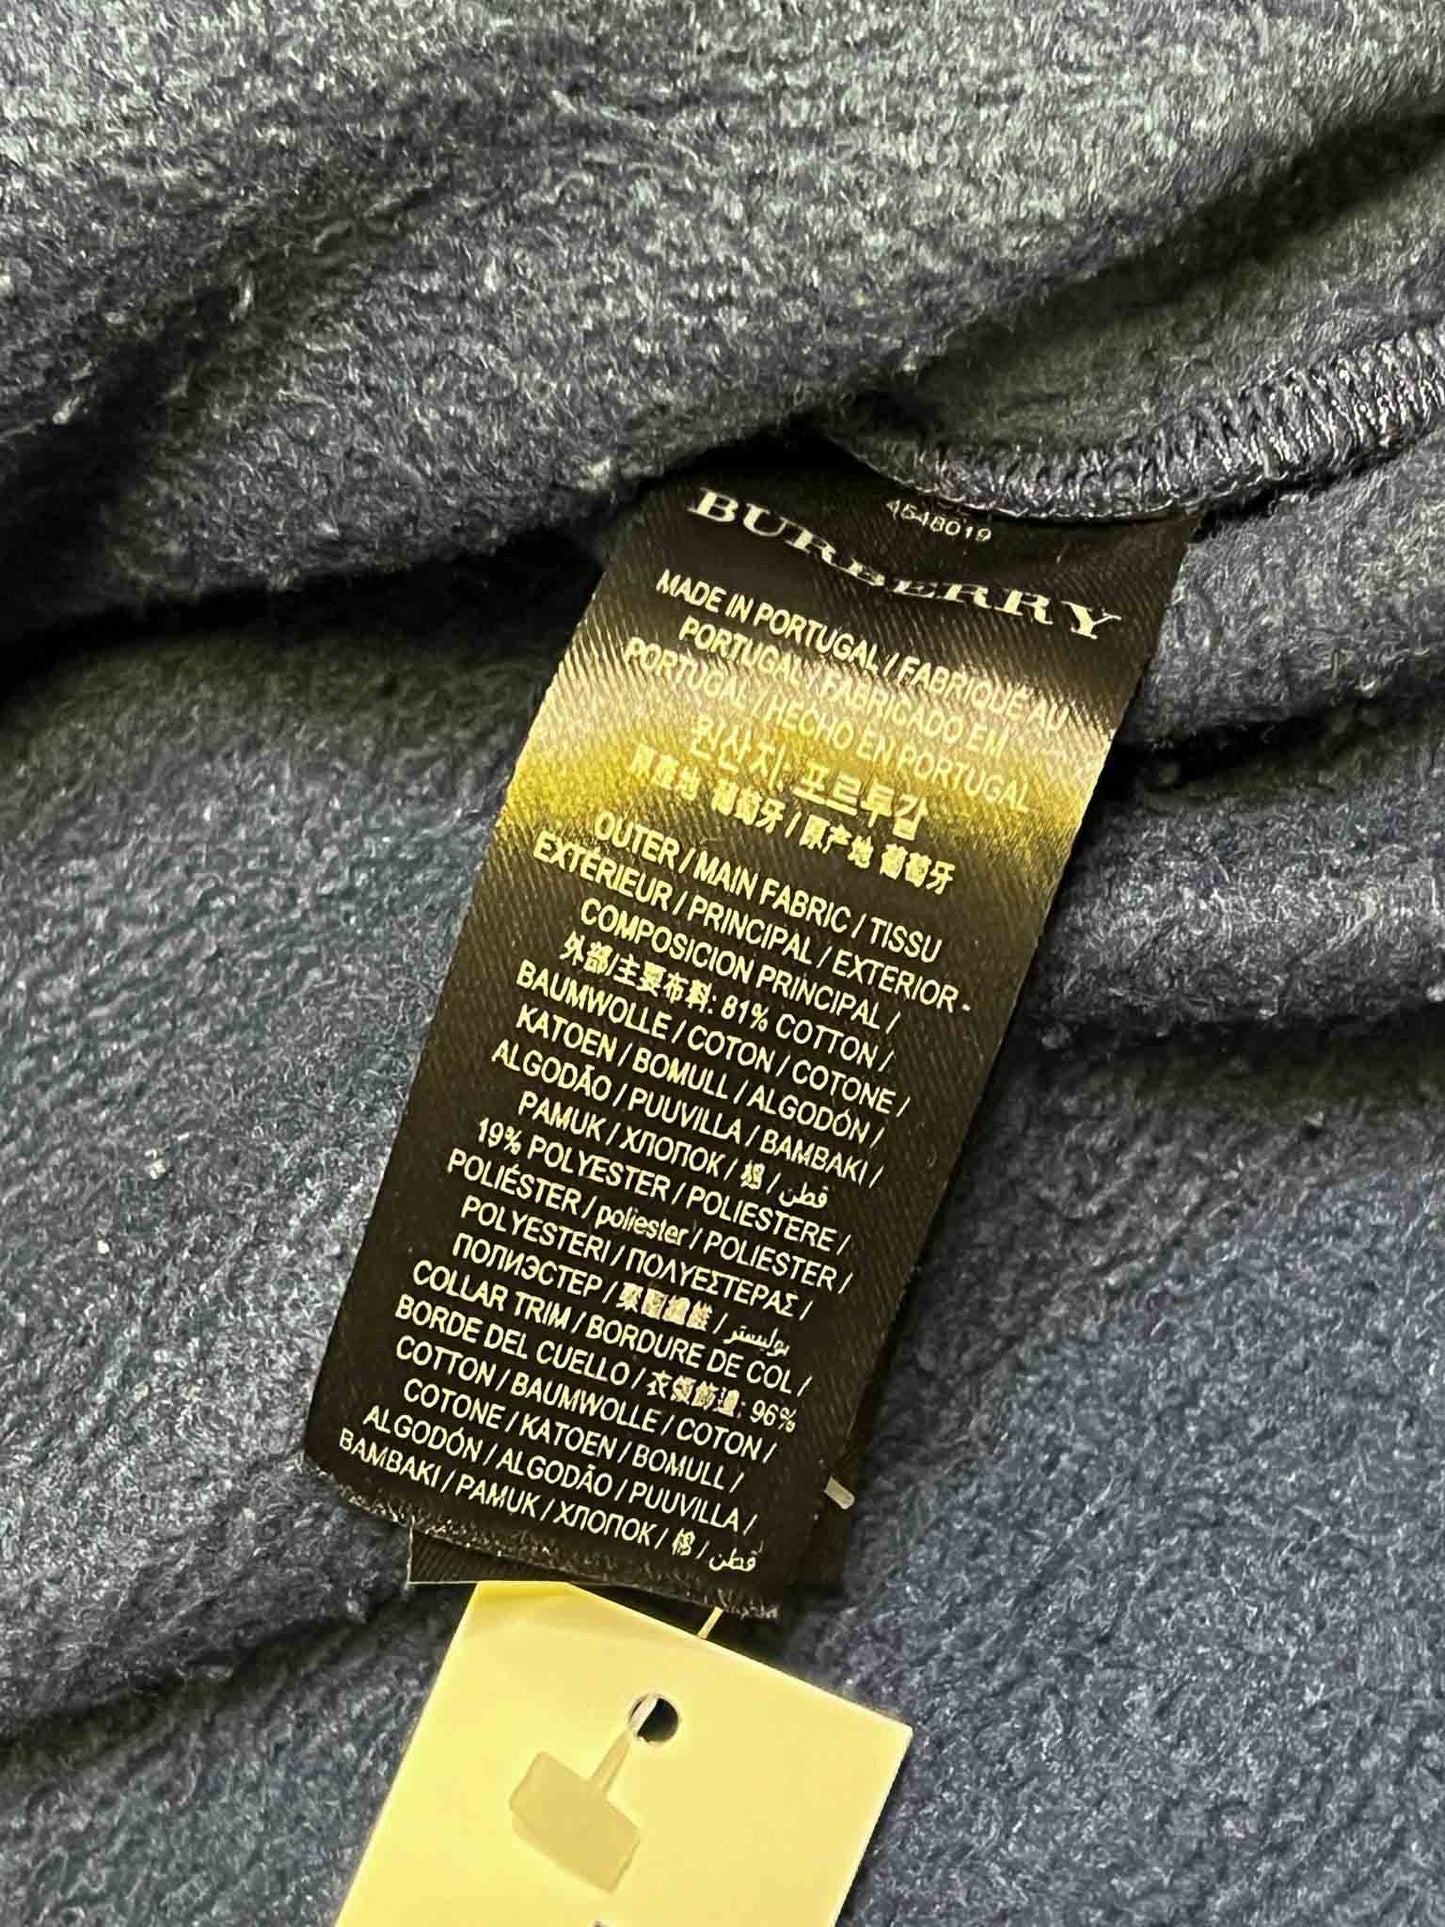 4548019
BURBERRY
MADE IN PORTUGAL / FABRIQUÉ AU
PORTUGAL / FABRICADO EM
PORTUGAL / HECHO EN PORTUGAL
원산지: 포르투갈
原產地 葡萄牙 / 原产地 葡萄牙
OUTER / MAIN FABRIC / TISSU
EXTÉRIEUR / PRINCIPAL / EXTERIOR -
COMPOSICION PRINCIPAL /
外部/主要布料: 81% COTTON /
BAUMWOLLE / COTON / COTONE /
KATOEN / BOMULL / ALGODÓN /
ALGODÃO / PUUVILLA / BAMBAKI /
PAMUK / ХЛОПОК / 棉 / قطن
19% POLYESTER / POLIESTERE /
POLIÉSTER / poliester / POLIESTER /
POLYESTERI / ΠΟΛΥΕΣΤΕΡΑΣ /
ПОЛИЭСТЕР / 聚酯纖維 / بوليستر
COLLAR TRIM / BORDURE DE COL /
BORDE DEL CUELLO / 衣領飾邊: 96%
COTTON / BAUMWOLLE / COTON /
COTONE / KATOEN / BOMULL /
ALGODÓN / ALGODÃO / PUUVILLA /
BAMBAKI / PAMUK / ХЛОПОК / 棉 / قطن